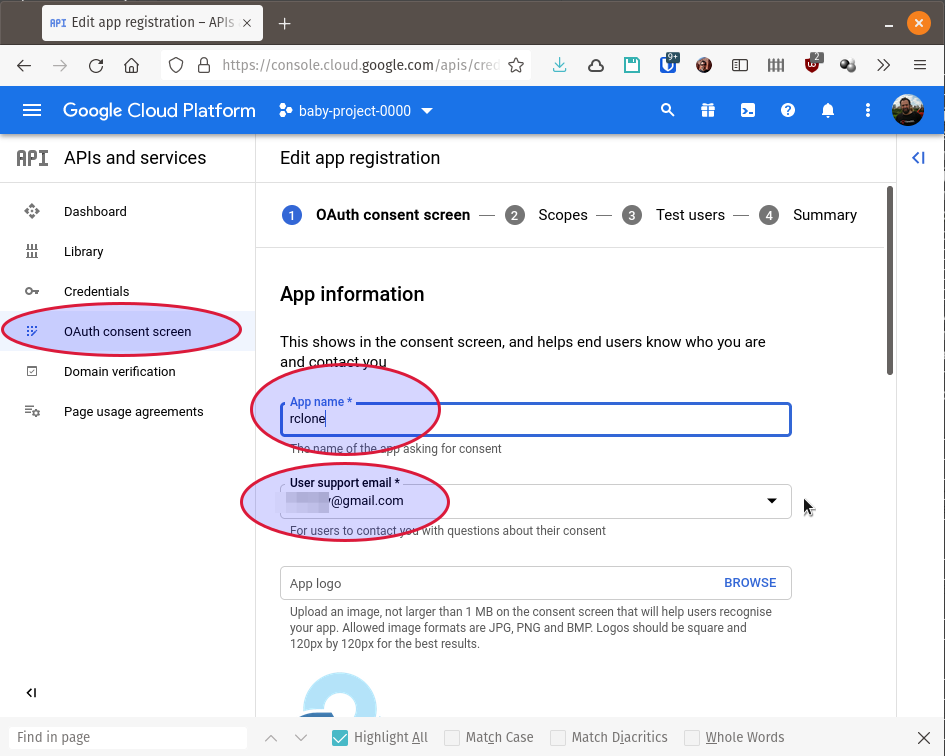 API Edit app registration – APIs
https://console.cloud.google.com/apis/cred
9+
2
Google Cloud Platform
baby-project-0000
API APIs and services
Edit app registration
Dashboard
Library
Credentials
OAuth consent screen
Domain verification
Page usage agreements
1 OAuth consent screen — 2 Scopes — 3 Test users — 4 Summary
App information
This shows in the consent screen, and helps end users know who you are
and contact you
App name *
rclone
The name of the app asking for consent
User support email *
@gmail.com
For users to contact you with questions about their consent
App logo
BROWSE
Upload an image, not larger than 1 MB on the consent screen that will help users recognise
your app. Allowed image formats are JPG, PNG and BMP. Logos should be square and
120px by 120px for the best results.
Find in page
Highlight All
Match Case
Match Diacritics
Whole Words